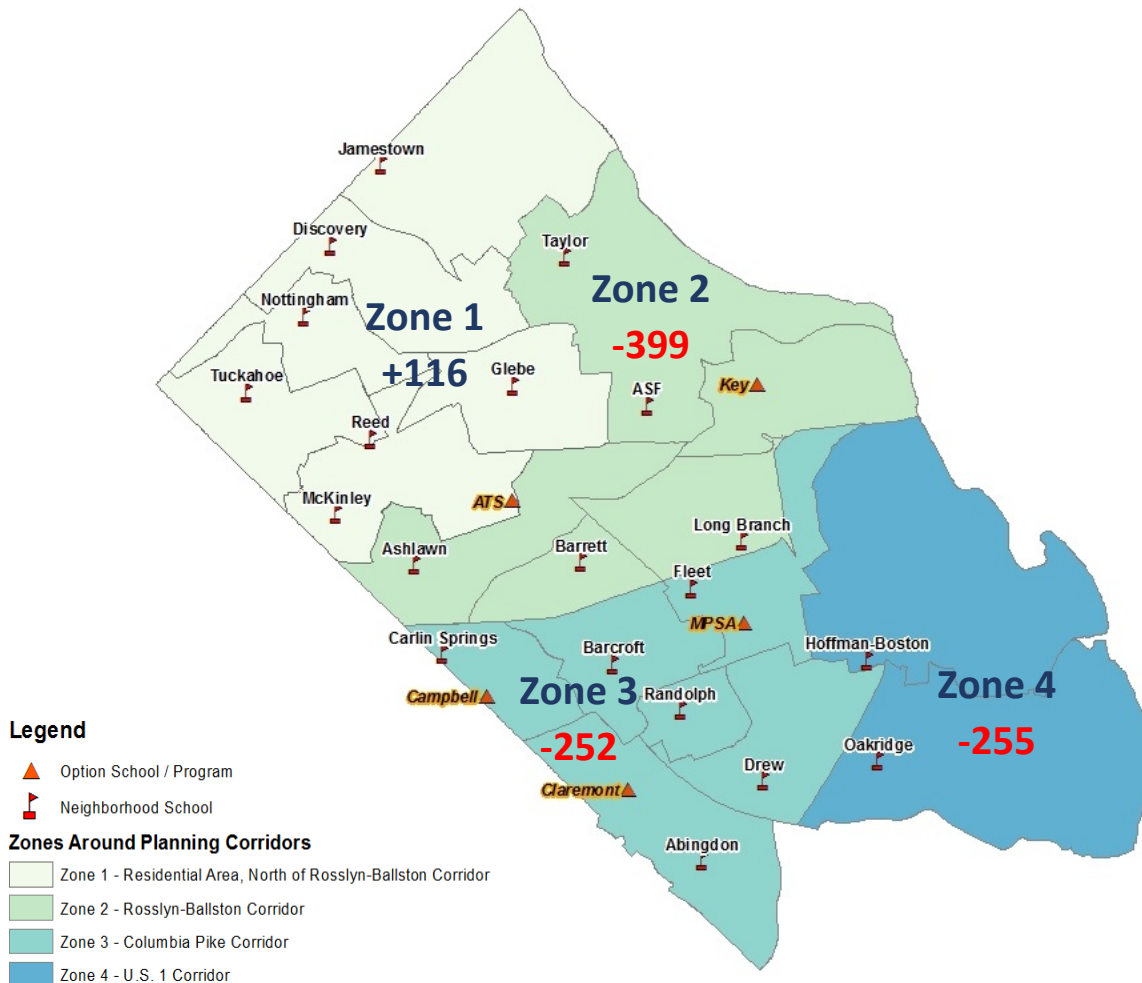 Jamestown
Discovery
Taylor
Nottingham
Zone 1
Zone 2
+116
-399
Tuckahoe
Glebe
ASF
Key
Reed
McKinley
ATS
Ashlawn
Barrett
Long Branch
Fleet
MPSA
Carlin Springs
Barcroft
Hoffman-Boston
Campbell
Zone 3
Randolph
Zone 4
-252
-255
Oakridge
Drew
Claremont
Abingdon
Legend
Option School / Program
Neighborhood School
Zones Around Planning Corridors
Zone 1 - Residential Area, North of Rosslyn-Ballston Corridor
Zone 2 - Rosslyn-Ballston Corridor
Zone 3 - Columbia Pike Corridor
Zone 4 - U.S. 1 Corridor